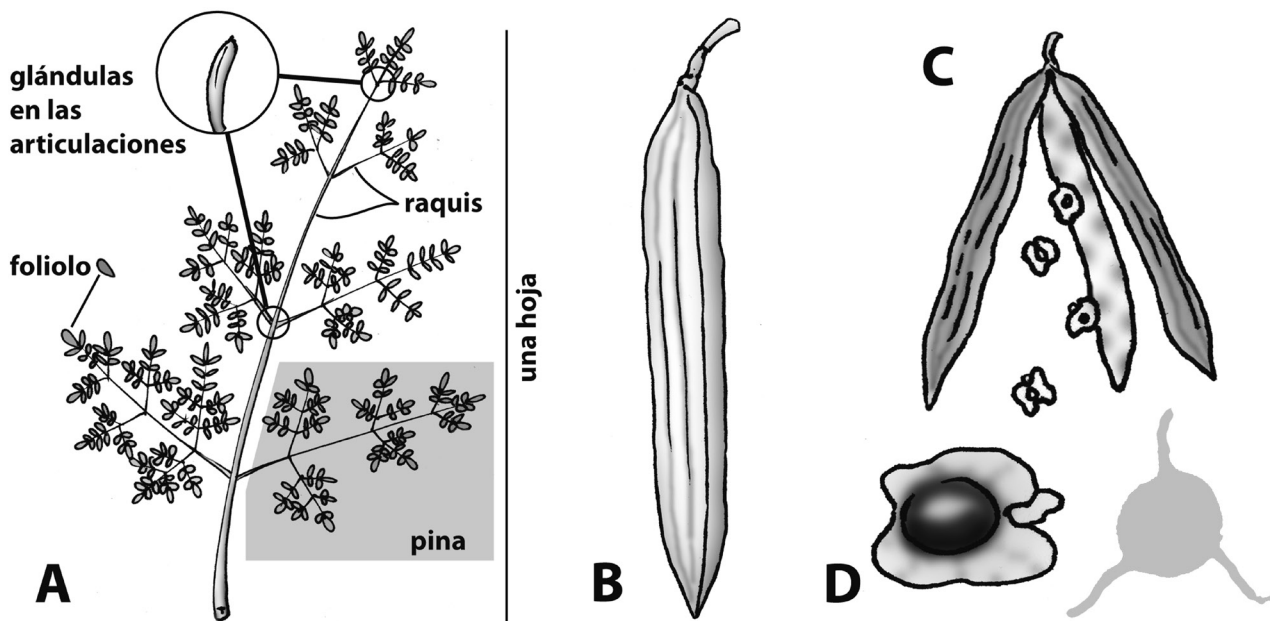 glándulas
en las
articulaciones
raquis
foliolo
pina
una hoja
A
B
C
D